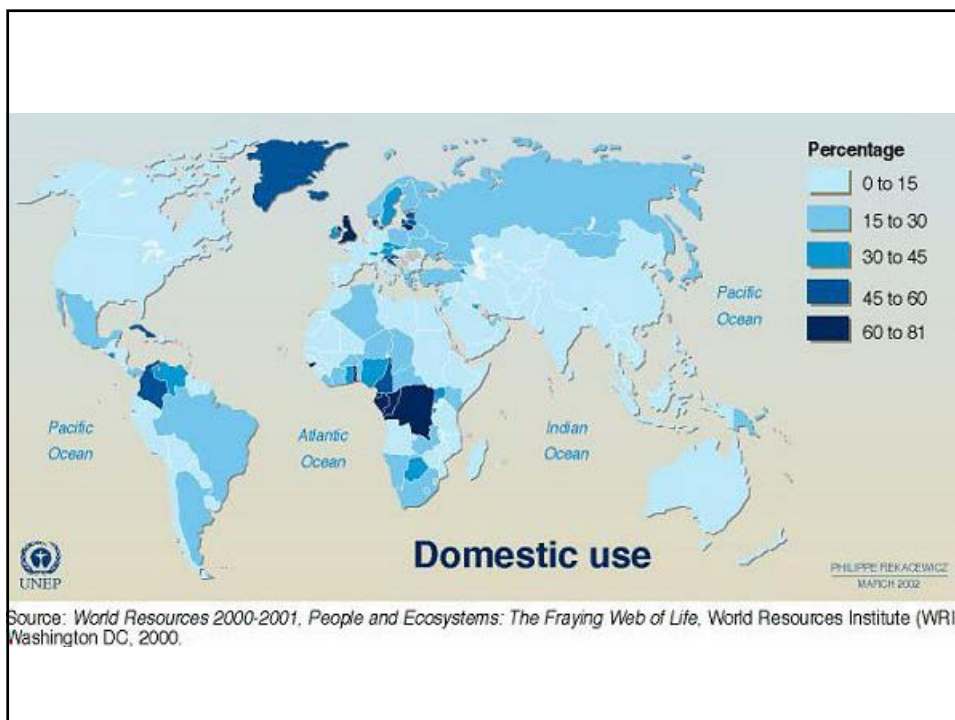 Percentage
0 to 15
15 to 30
30 to 45
45 to 60
60 to 81
Pacific
Ocean
Pacific
Ocean
Atlantic
Ocean
Indian
Ocean
Domestic use
UNEP
PHILIPPE REKACEWICZ
MARCH 2002
Source: World Resources 2000-2001, People and Ecosystems: The Fraying Web of Life, World Resources Institute (WRI
Washington DC, 2000.